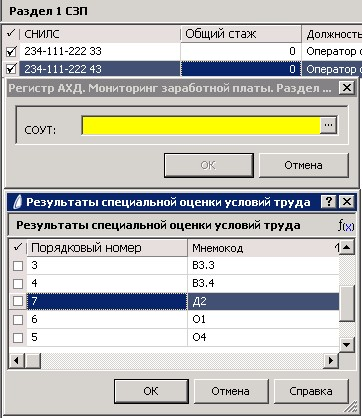 Раздел 1 СЗП
✓ СНИЛС Общий стаж Должность
234-111-222 33 0 Оператор
234-111-222 43 0 Оператор
Регистр АХД. Мониторинг заработной платы. Раздел ...
СОУТ: ...
ОК Отмена
Результаты специальной оценки условий труда ? X
Результаты специальной оценки условий труда f(x)
✓ Порядковый номер Мнемокод
3 В3.3
4 В3.4
7 Д2
6 О1
5 О4
ОК Отмена Справка